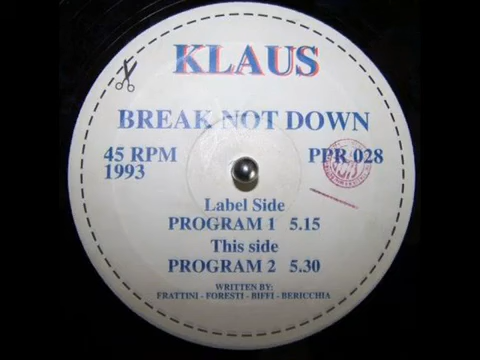 KLAUS
BREAK NOT DOWN
45 RPM PPR 028
1993
Label Side
PROGRAM 1 5.15
This side
PROGRAM 2 5.30
WRITTEN BY:
FRATTINI - FORESTI - BIFFI - BERICCHIA